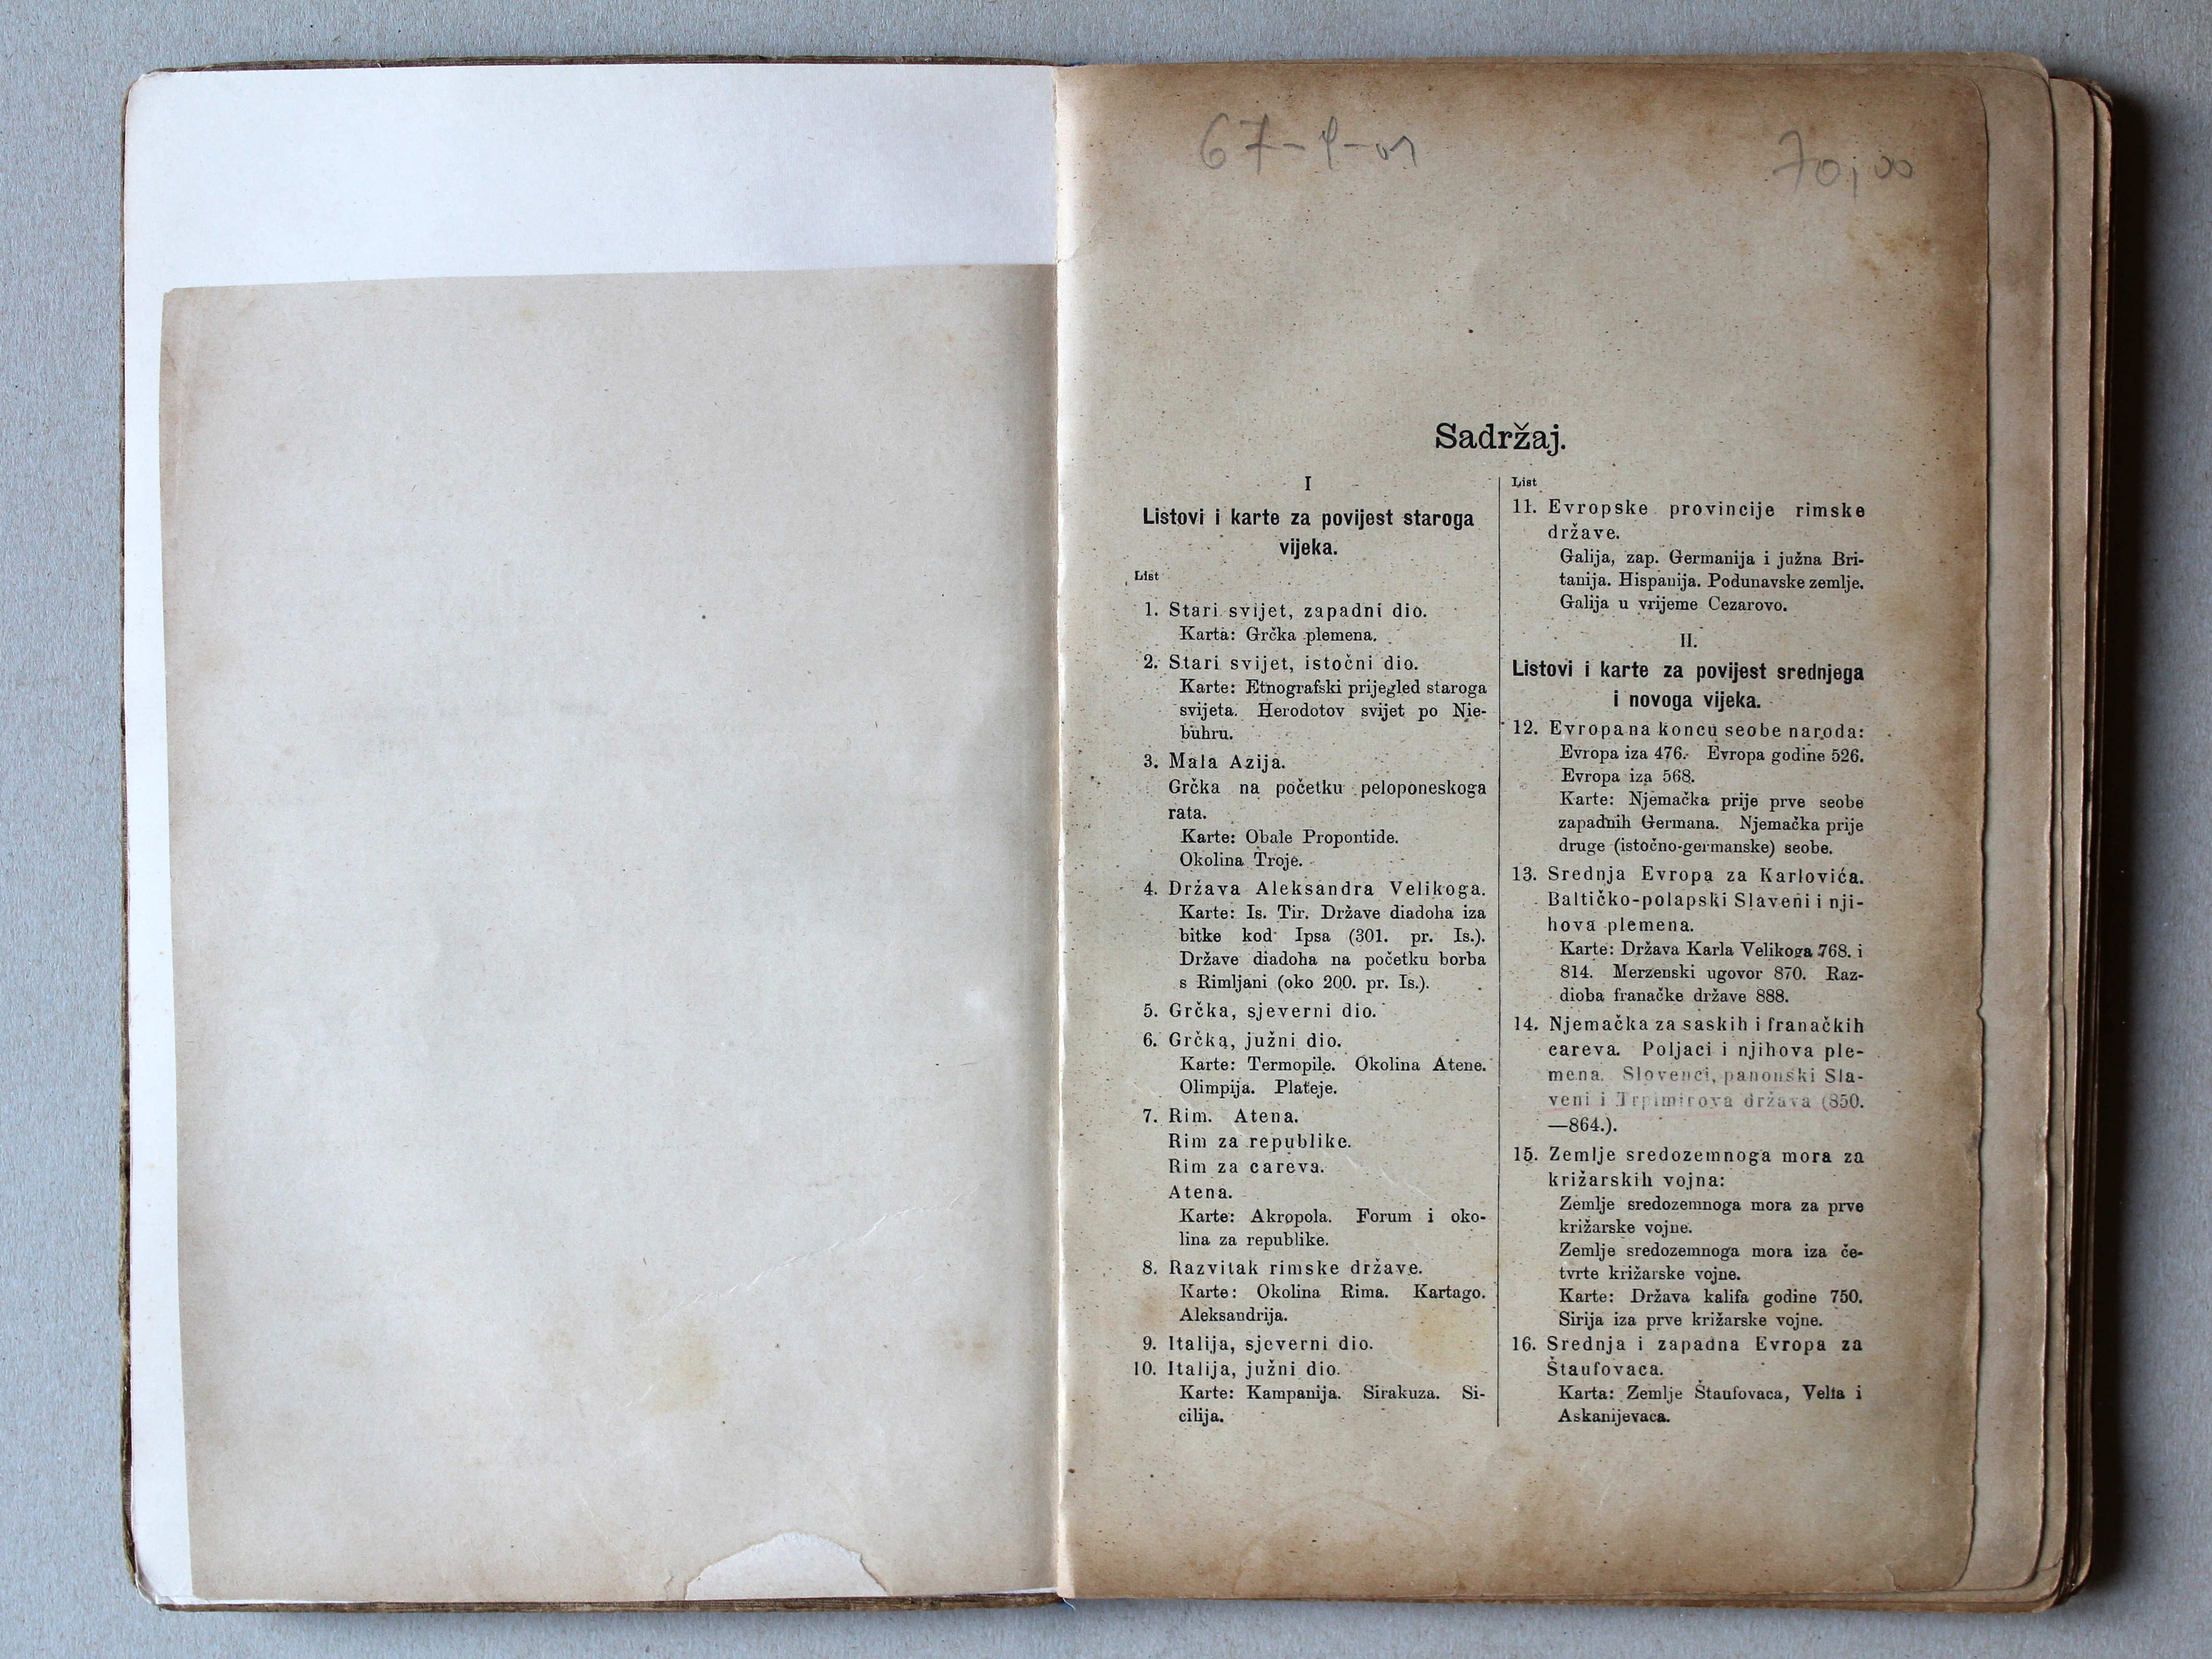 70,00
Sadržaj.
I
Listovi i karte za povijest staroga
vijeka.
List
1. Stari svijet, zapadni dio.
Karta: Grčka plemena.
2. Stari svijet, istočni dio.
Karte: Etnografski prijegled staroga
svijeta. Herodotov svijet po Nie-
buhru.
3. Mala Azija.
Grčka na početku peloponeskoga
rata.
Karte: Obale Propontide.
Okolina Troje.
4. Država Aleksandra Velikoga.
Karte: Is. Tir. Države diadoha iza
bitke kod Ipsa (301. pr. Is.).
Države diadoha na početku borba
s Rimljani (oko 200. pr. Is.).
5. Grčka, sjeverni dio.
6. Grčka, južni dio.
Karte: Termopile. Okolina Atene.
Olimpija. Plateje.
7. Rim. Atena.
Rim za republike.
Rim za careva.
Atena.
Karte: Akropola. Forum i oko-
lina za republike.
8. Razvitak rimske države.
Karte: Okolina Rima. Kartago.
Aleksandrija.
9. Italija, sjeverni dio.
10. Italija, južni dio.
Karte: Kampanija. Sirakuza. Si-
cilija.
List
11. Evropske provincije rimske
države.
Galija, zap. Germanija i južna Bri-
tanija. Hispanija. Podunavske zemlje.
Galija u vrijeme Cezarovo.
II.
Listovi i karte za povijest srednjega
i novoga vijeka.
12. Evropa na koncu seobe naroda:
Evropa iza 476. Evropa godine 526.
Evropa iza 568.
Karte: Njemačka prije prve seobe
zapadnih Germana. Njemačka prije
druge (istočno-germanske) seobe.
13. Srednja Evropa za Karlovića.
Baltičko-polapski Slaveni i nji-
hova plemena.
Karte: Država Karla Velikoga 768. i
814. Merzenski ugovor 870. Raz-
dioba franačke države 888.
14. Njemačka za saskih i franačkih
careva. Poljaci i njihova ple-
mena. Slovenci, panonski Sla-
veni i Trpimirova država (850.
—864.).
15. Zemlje sredozemnoga mora za
križarskih vojna:
Zemlje sredozemnoga mora za prve
križarske vojne.
Zemlje sredozemnoga mora iza če-
tvrte križarske vojne.
Karte: Država kalifa godine 750.
Sirija iza prve križarske vojne.
16. Srednja i zapadna Evropa za
Štaufovaca.
Karta: Zemlje Štaufovaca, Velfa i
Askanijevaca.